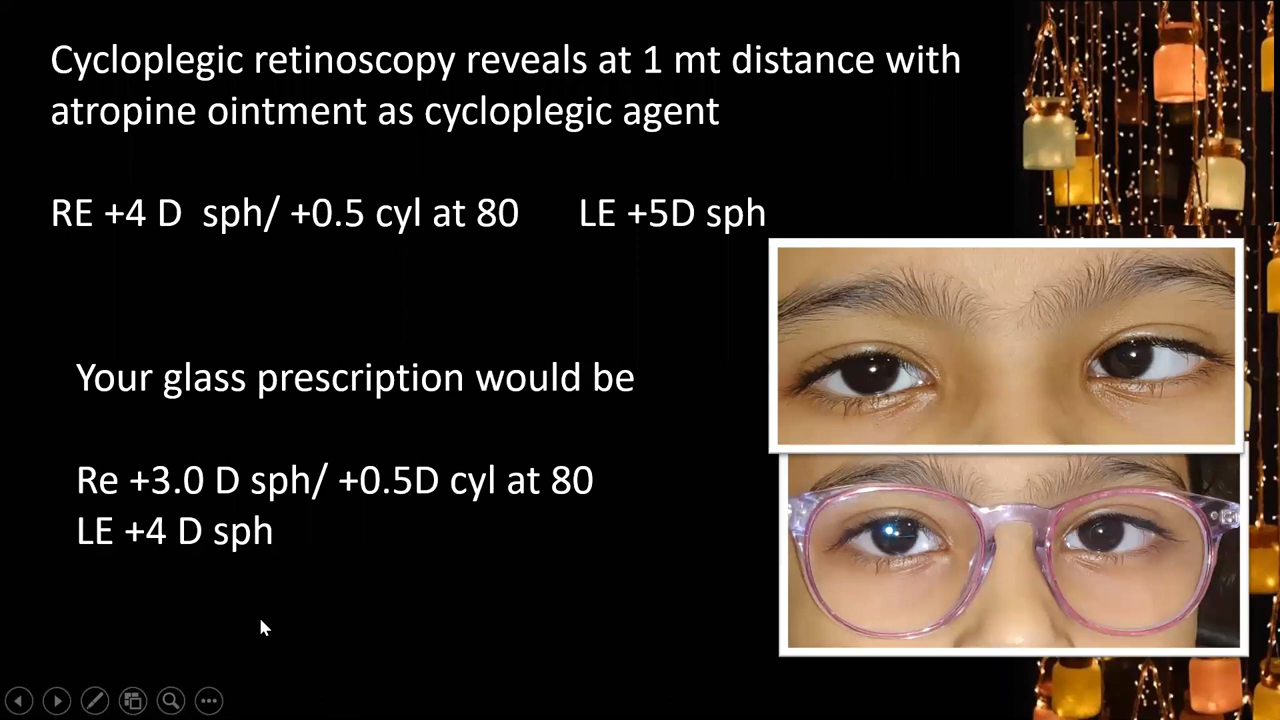 Cycloplegic retinoscopy reveals at 1 mt distance with
atropine ointment as cycloplegic agent
RE +4 D sph/ +0.5 cyl at 80 LE +5D sph
Your glass prescription would be
Re +3.0 D sph/ +0.5D cyl at 80
LE +4 D sph